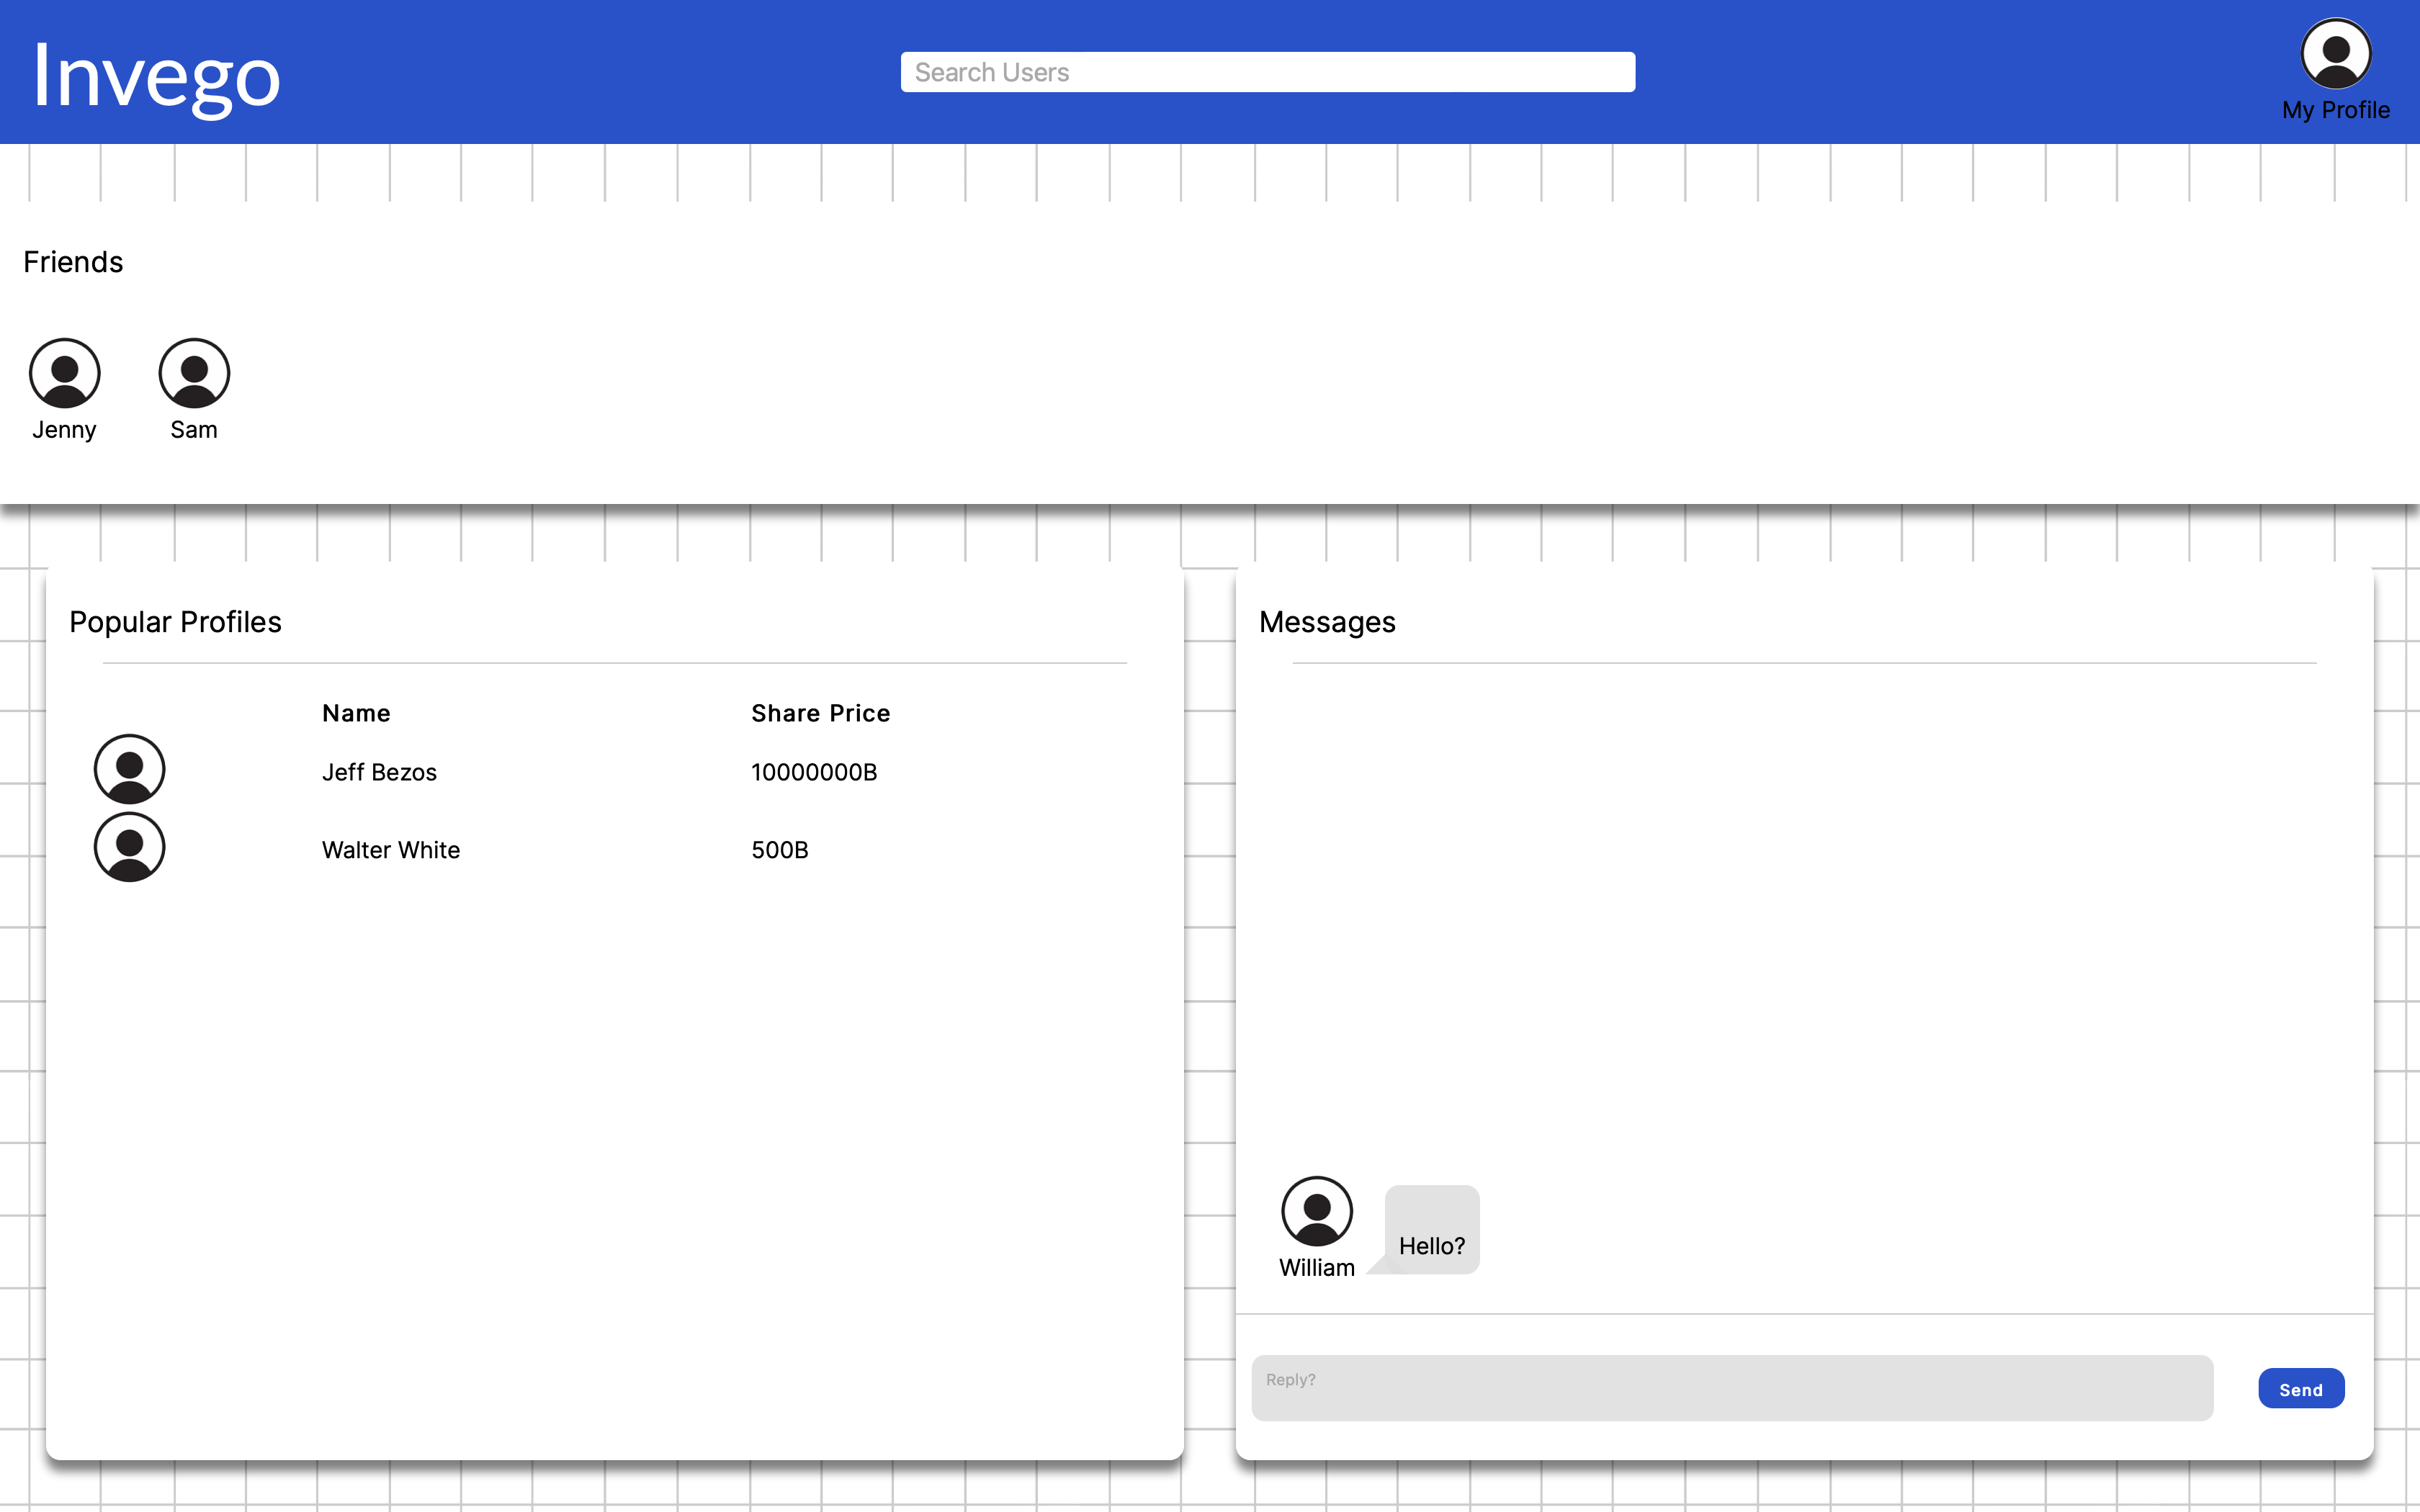 Invego
Search Users
My Profile
Friends
Jenny
Sam
Popular Profiles
Name Share Price
Jeff Bezos 10000000B
Walter White 500B
Messages
Hello?
William
Reply?
Send